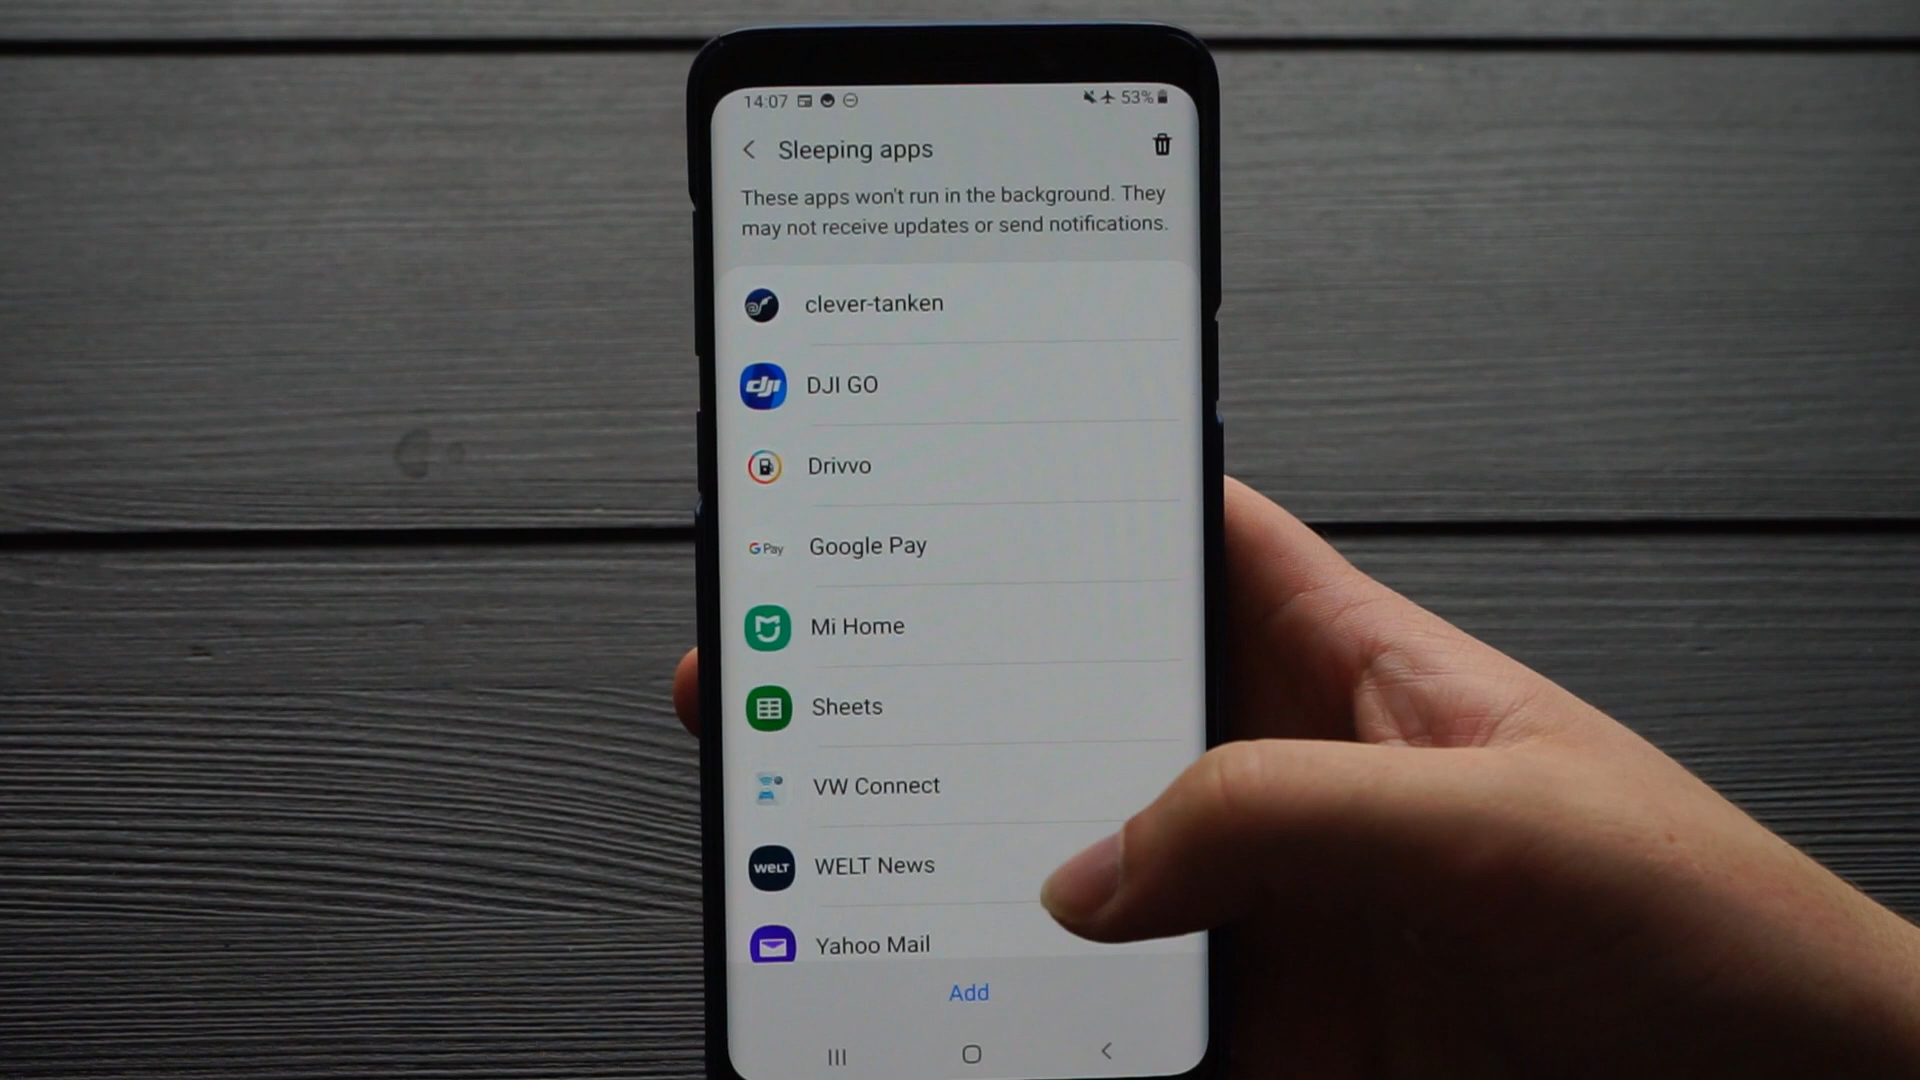 14:07
53%
Sleeping apps
These apps won't run in the background. They
may not receive updates or send notifications.
clever-tanken
dji
DJI GO
Drivvo
G Pay
Google Pay
Mi Home
Sheets
VW Connect
WELT
WELT News
Yahoo Mail
Add